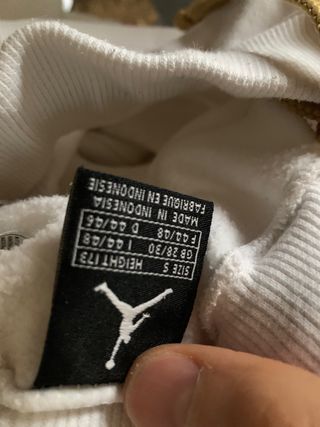 SIZE S HEIGHT 173
GB 28/30 I 44/48
F 44/48 D 44/46
MADE IN INDONESIA
FABRIQUE EN INDONESIE